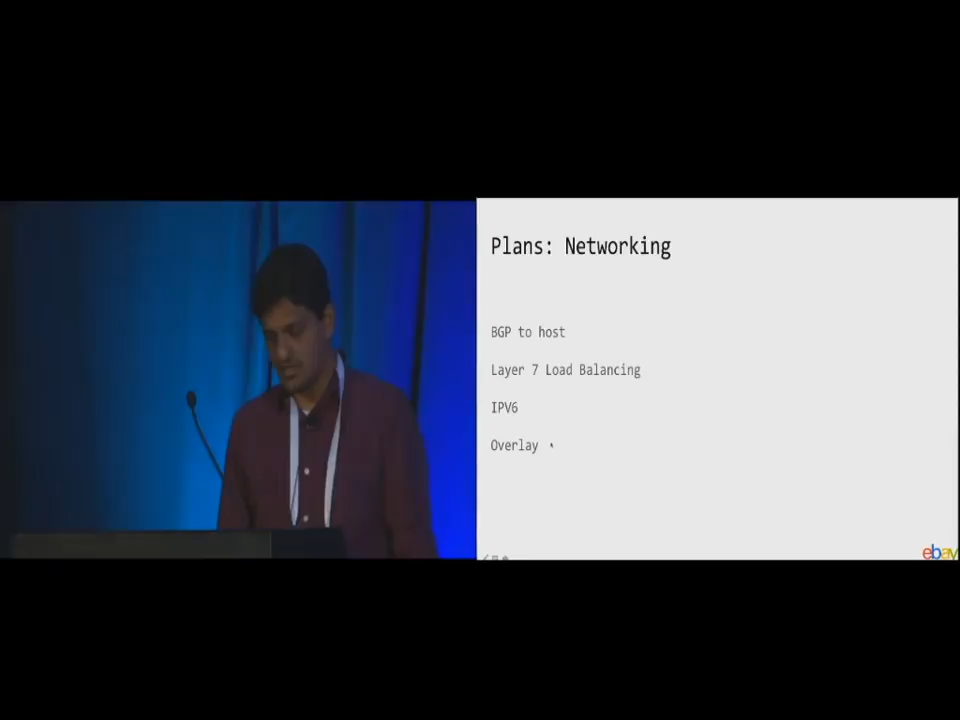 Plans: Networking
BGP to host
Layer 7 Load Balancing
IPV6
Overlay
ebay